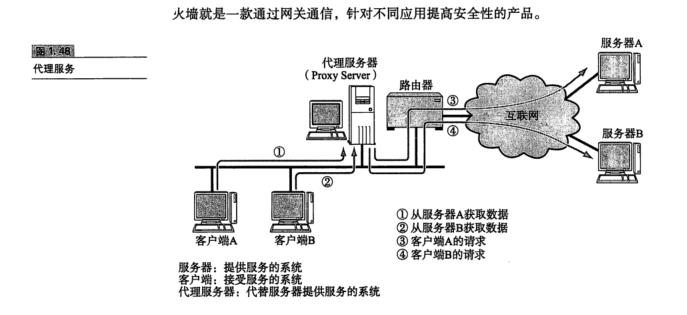 火墙就是一款通过网关通信，针对不同应用提高安全性的产品。
图 1.48
代理服务
代理服务器
（Proxy Server）
路由器
互联网
服务器A
服务器B
①
②
③
④
客户端A
客户端B
① 从服务器A获取数据
② 从服务器B获取数据
③ 客户端A的请求
④ 客户端B的请求
服务器：提供服务的系统
客户端：接受服务的系统
代理服务器：代替服务器提供服务的系统